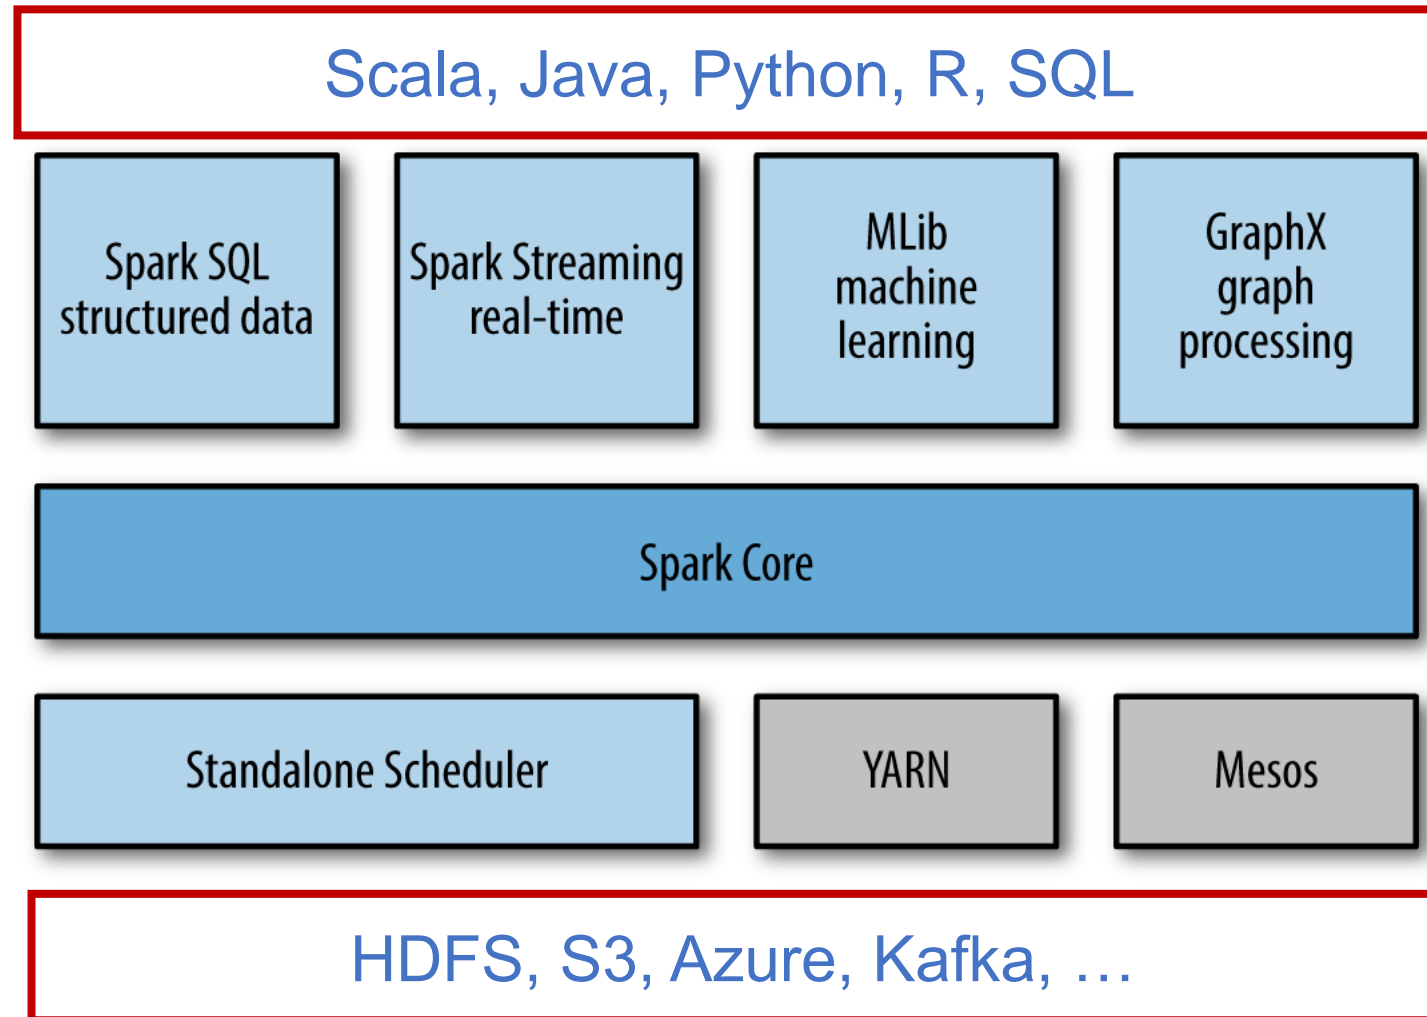 Scala, Java, Python, R, SQL
Spark SQL
structured data
Spark Streaming
real-time
MLib
machine
learning
GraphX
graph
processing
Spark Core
Standalone Scheduler
YARN
Mesos
HDFS, S3, Azure, Kafka, …